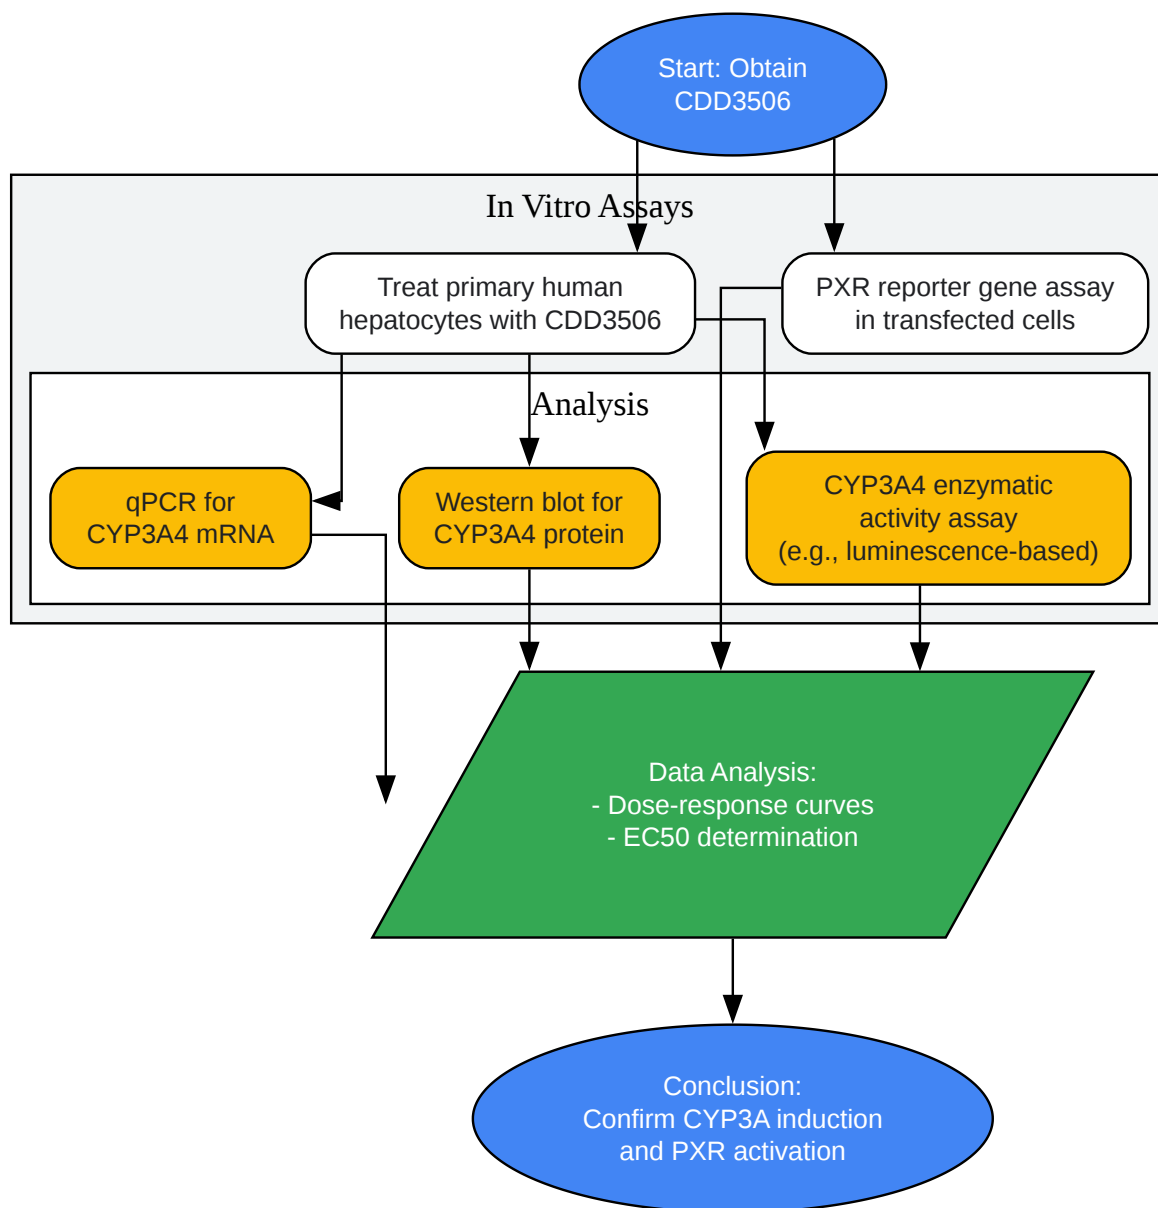 Start: Obtain
CDD3506
In Vitro Assays
Treat primary human
hepatocytes with CDD3506
PXR reporter gene assay
in transfected cells
Analysis
qPCR for
CYP3A4 mRNA
Western blot for
CYP3A4 protein
CYP3A4 enzymatic
activity assay
(e.g., luminescence-based)
Data Analysis:
- Dose-response curves
- EC50 determination
Conclusion:
Confirm CYP3A induction
and PXR activation